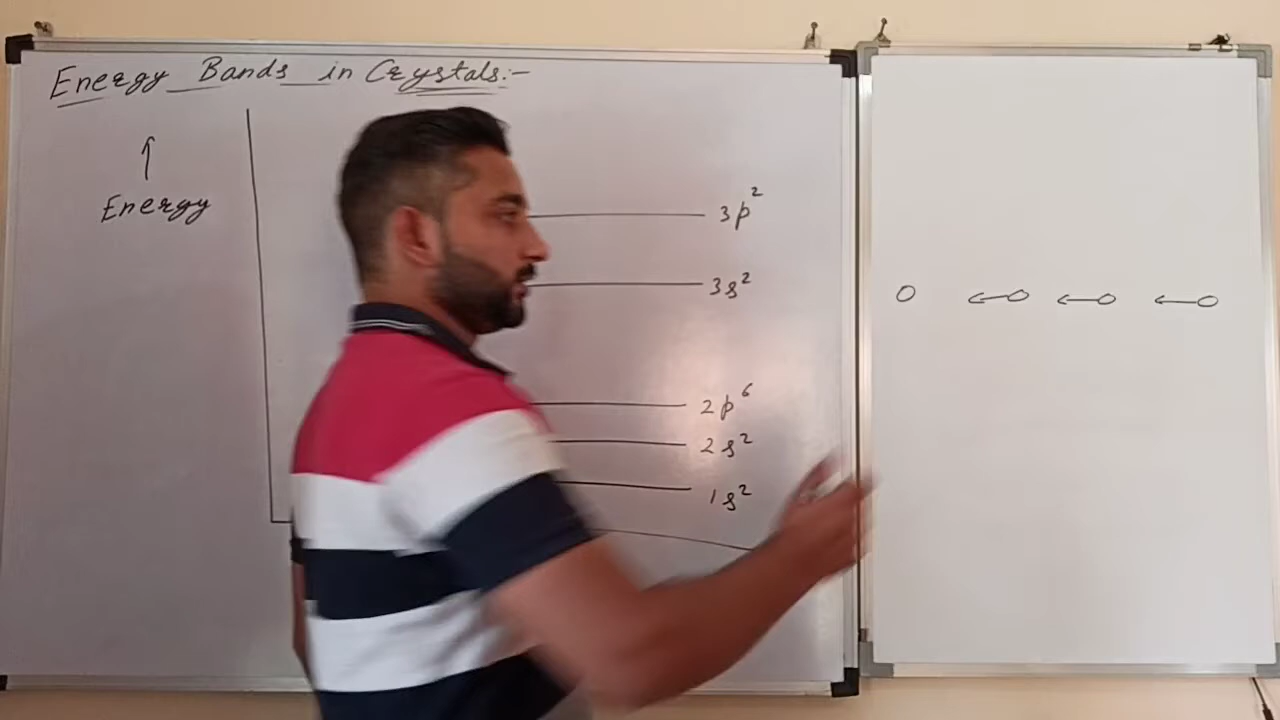 Energy Bands in Crystals:-
↑
Energy
3p²
3s²
2p⁶
2s²
1s²